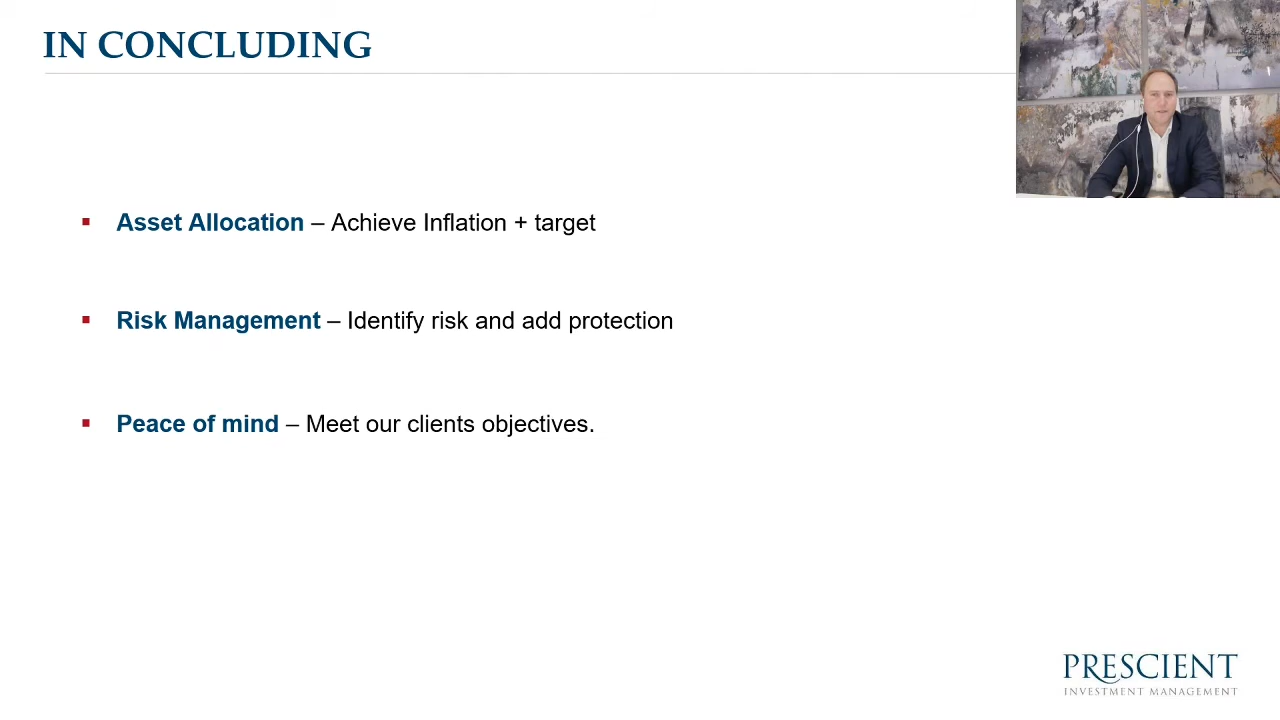 IN CONCLUDING
▪ Asset Allocation – Achieve Inflation + target
▪ Risk Management – Identify risk and add protection
▪ Peace of mind – Meet our clients objectives.
PRESCIENT
INVESTMENT MANAGEMENT